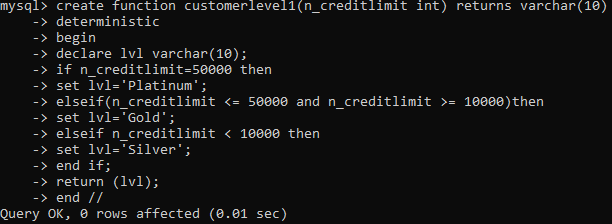 mysql> create function customerlevel1(n_creditlimit int) returns varchar(10)
-> deterministic
-> begin
-> declare lvl varchar(10);
-> if n_creditlimit=50000 then
-> set lvl='Platinum';
-> elseif(n_creditlimit <= 50000 and n_creditlimit >= 10000)then
-> set lvl='Gold';
-> elseif n_creditlimit < 10000 then
-> set lvl='Silver';
-> end if;
-> return (lvl);
-> end //
Query OK, 0 rows affected (0.01 sec)